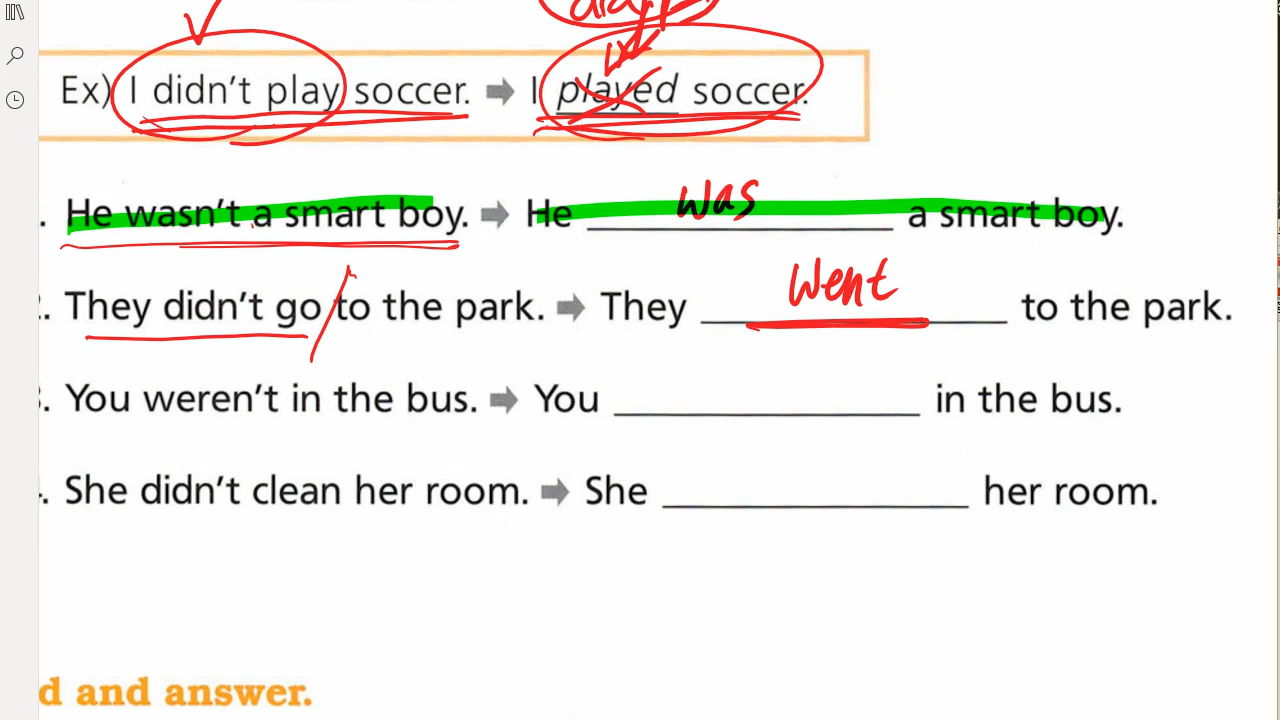 Ex) I didn't play soccer. ➡ I played soccer.
. He wasn't a smart boy. ➡ He was a smart boy.
. They didn't go to the park. ➡ They went to the park.
. You weren't in the bus. ➡ You ____________ in the bus.
. She didn't clean her room. ➡ She ____________ her room.
d and answer.